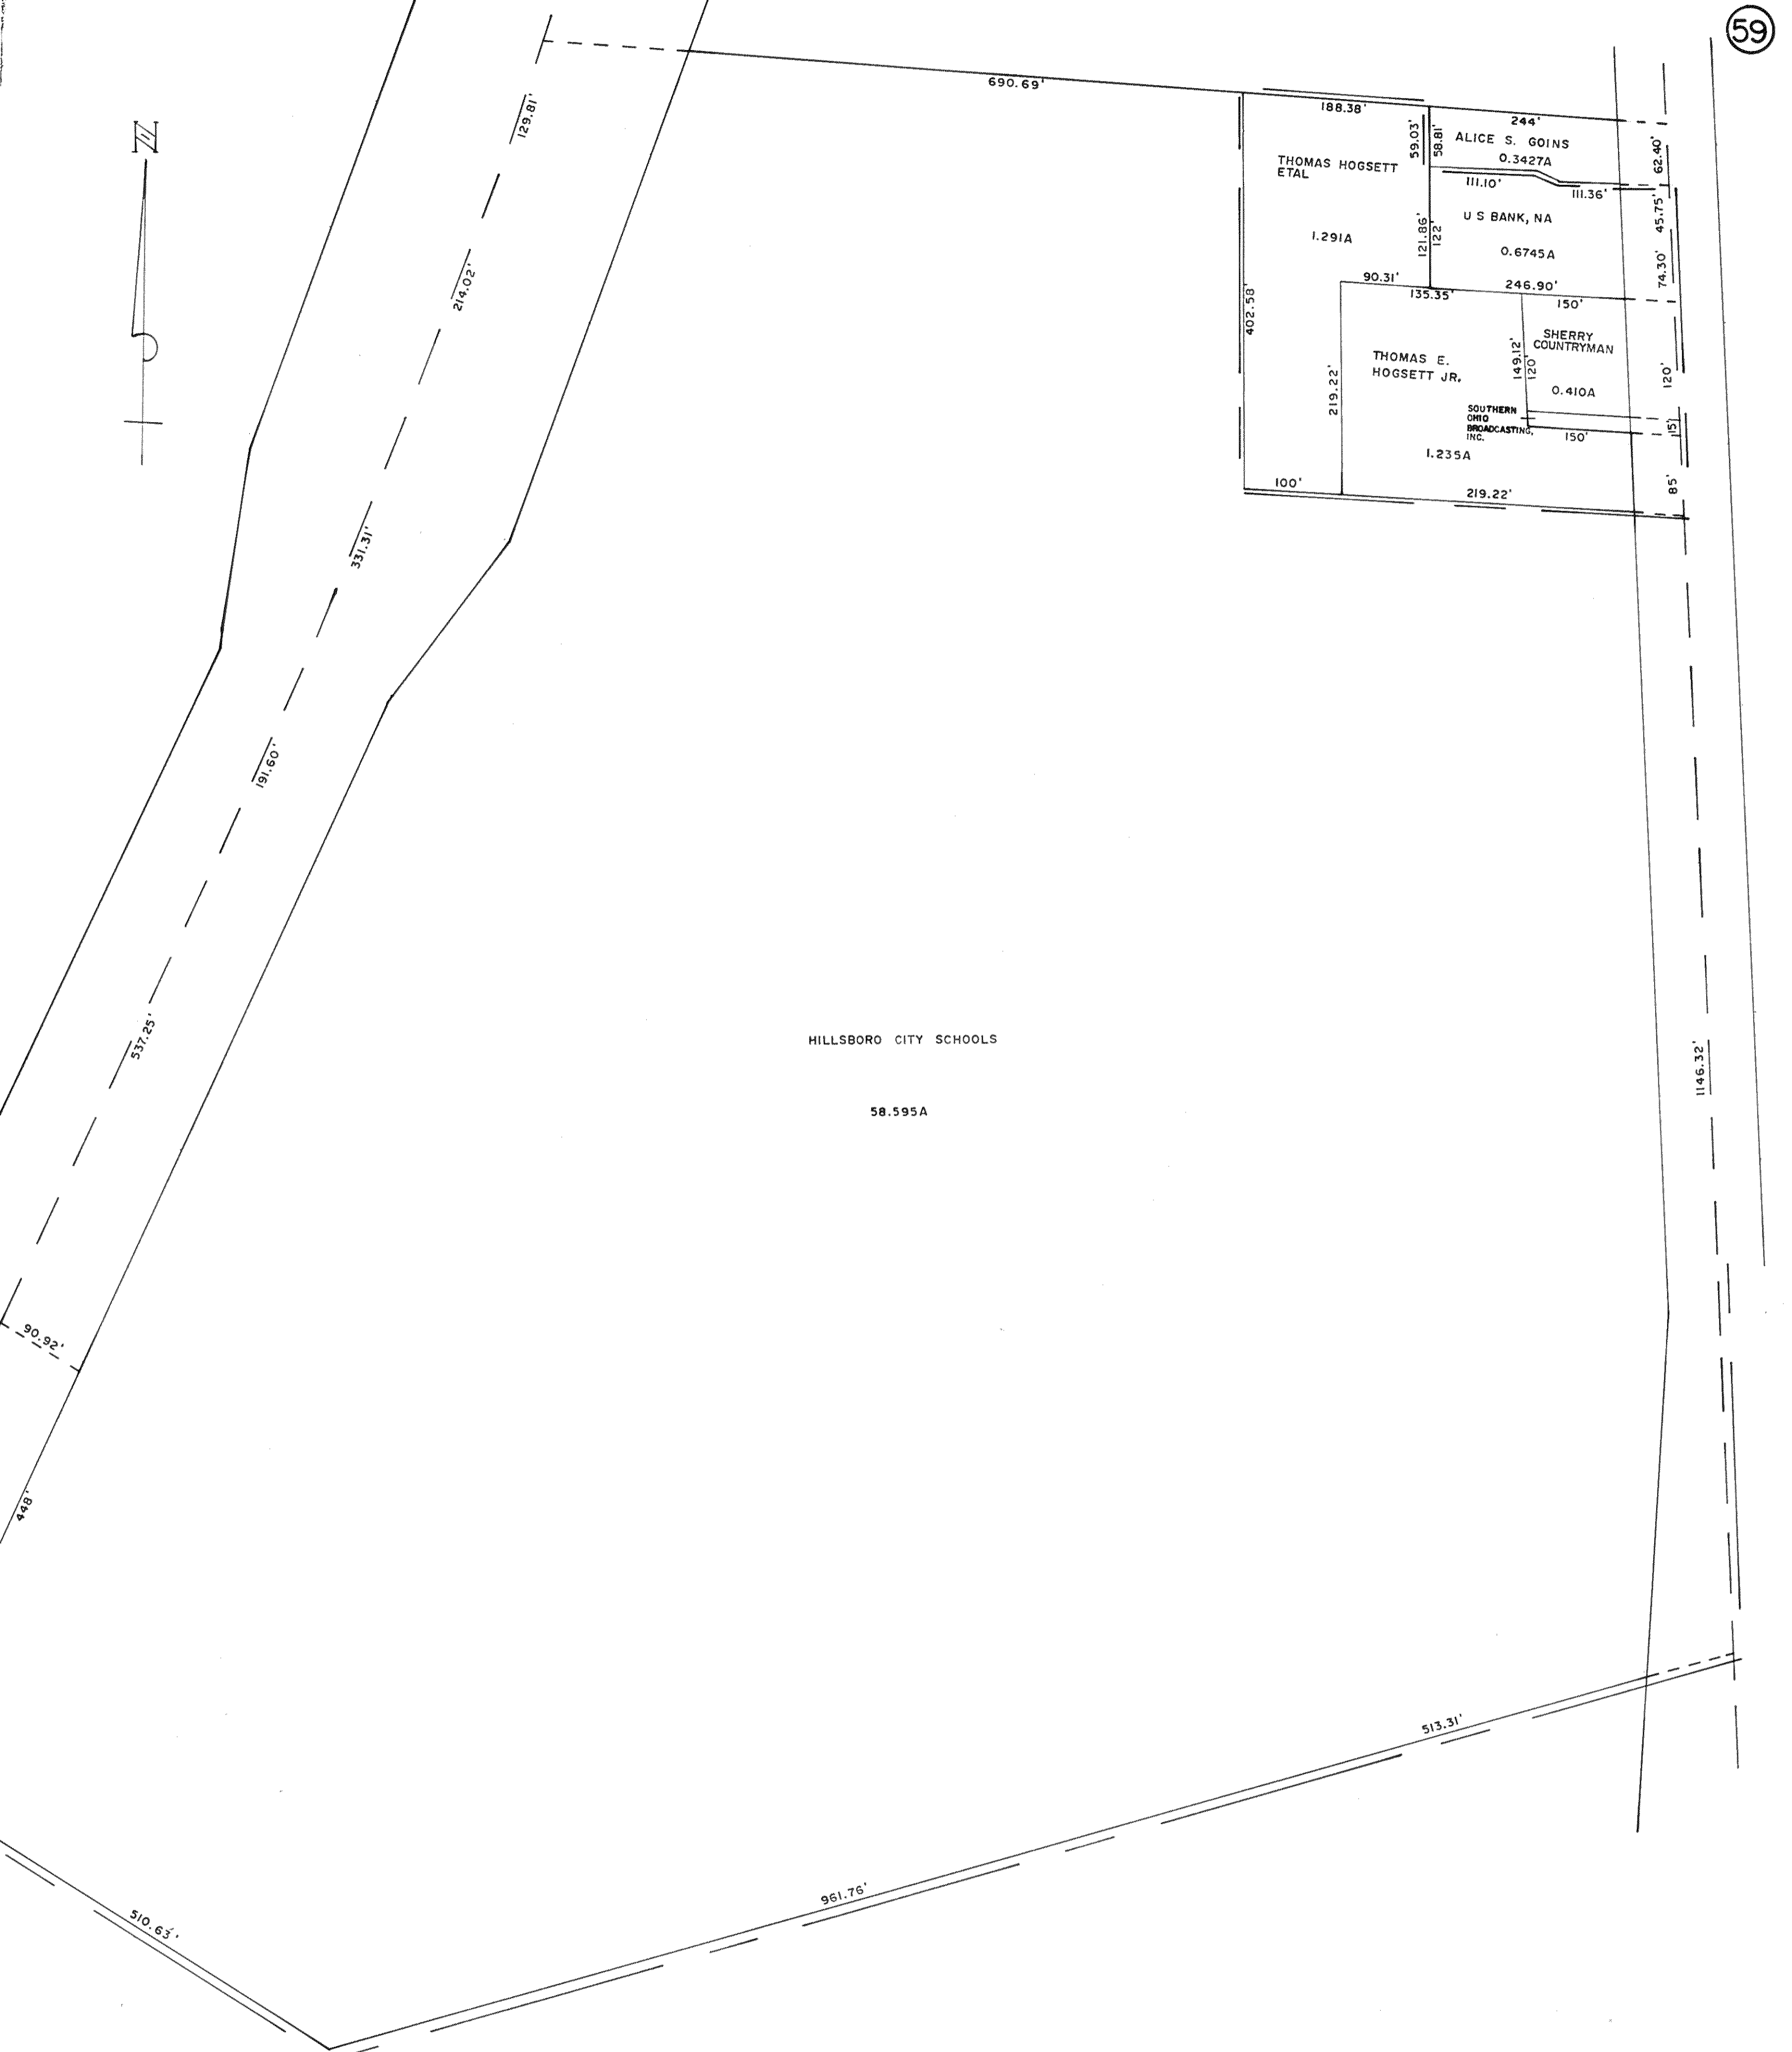 59
N
129.81'
690.69'
188.38'
244'
59.03'
58.81'
ALICE S. GOINS
0.3427A
62.40'
THOMAS HOGSETT
ETAL
111.10'
111.36'
45.75'
U S BANK, NA
1.291A
121.86'
122'
0.6745A
74.30'
214.02'
402.58'
90.31'
135.35'
246.90'
150'
SHERRY
COUNTRYMAN
THOMAS E.
HOGSETT JR.
149.12'
120'
120'
219.22'
0.410A
SOUTHERN
OHIO
BROADCASTING,
INC.
150'
15'
1.235A
85'
100'
219.22'
331.31'
191.60'
537.25'
HILLSBORO CITY SCHOOLS
1146.32'
58.595A
90.92'
448'
513.31'
961.76'
510.63'